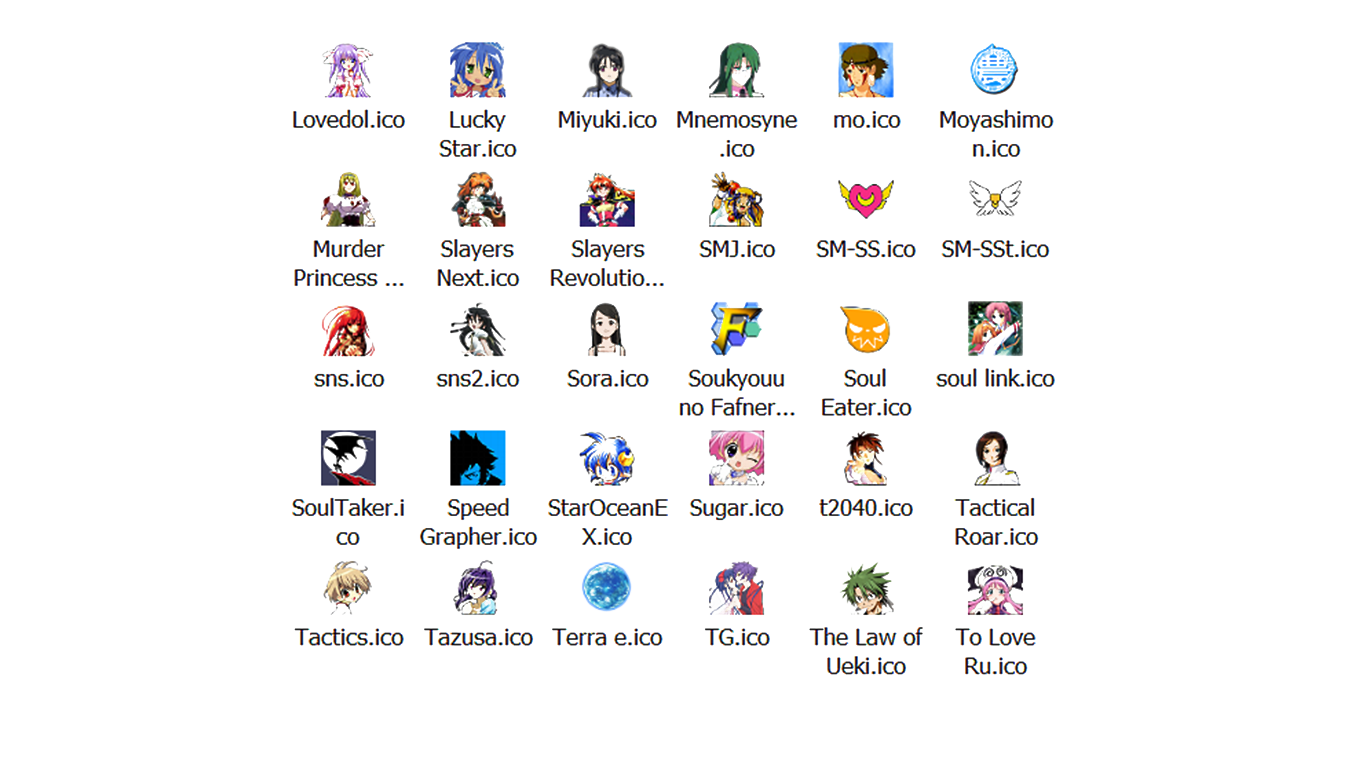 Lovedol.ico
Lucky
Star.ico
Miyuki.ico
Mnemosyne
.ico
mo.ico
Moyashimo
n.ico
Murder
Princess ...
Slayers
Next.ico
Slayers
Revolutio...
SMJ.ico
SM-SS.ico
SM-SSt.ico
sns.ico
sns2.ico
Sora.ico
Soukyouu
no Fafner...
Soul
Eater.ico
soul link.ico
SoulTaker.i
co
Speed
Grapher.ico
StarOceanE
X.ico
Sugar.ico
t2040.ico
Tactical
Roar.ico
Tactics.ico
Tazusa.ico
Terra e.ico
TG.ico
The Law of
Ueki.ico
To Love
Ru.ico